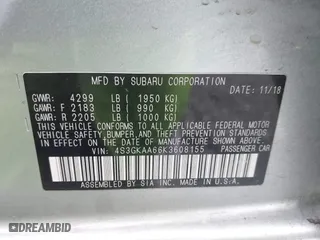 MFD BY SUBARU CORPORATION
GVWR: 4299 LB ( 1950 KG) 11/18
GAWR: F 2183 LB ( 990 KG)
GAWR: R 2205 LB ( 1000 KG)
THIS VEHICLE CONFORMS TO ALL APPLICABLE FEDERAL MOTOR
VEHICLE SAFETY, BUMPER, AND THEFT PREVENTION STANDARDS
IN EFFECT ON THE DATE OF MANUFACTURE SHOWN ABOVE.
VIN: 4S3GKAA66K3608155 PASSENGER CAR
ASSEMBLED BY SIA INC. MADE IN U.S.A.
DREAMBID.COM